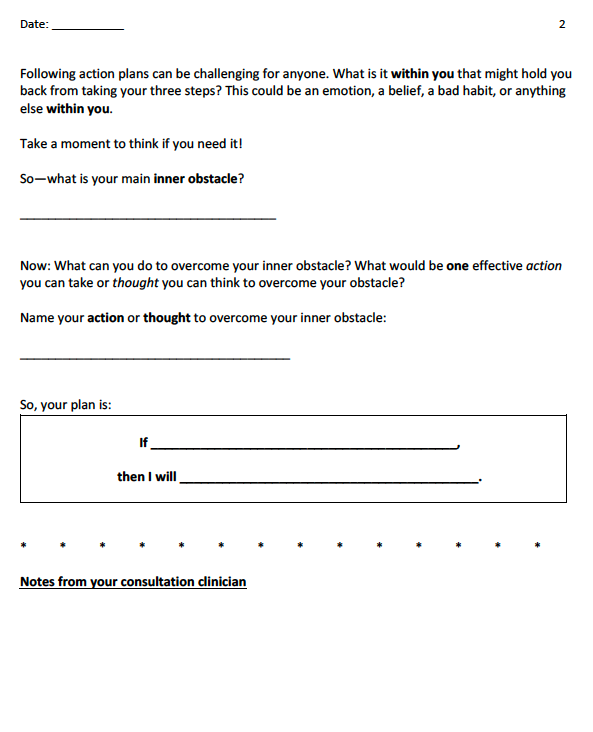 Date: ____________ 2
Following action plans can be challenging for anyone. What is it within you that might hold you
back from taking your three steps? This could be an emotion, a belief, a bad habit, or anything
else within you.
Take a moment to think if you need it!
So—what is your main inner obstacle?
____________________________________
Now: What can you do to overcome your inner obstacle? What would be one effective action
you can take or thought you can think to overcome your obstacle?
Name your action or thought to overcome your inner obstacle:
______________________________________
So, your plan is:
If ___________________________________________,
then I will __________________________________________.
* * * * * * * * * * * * * *
Notes from your consultation clinician